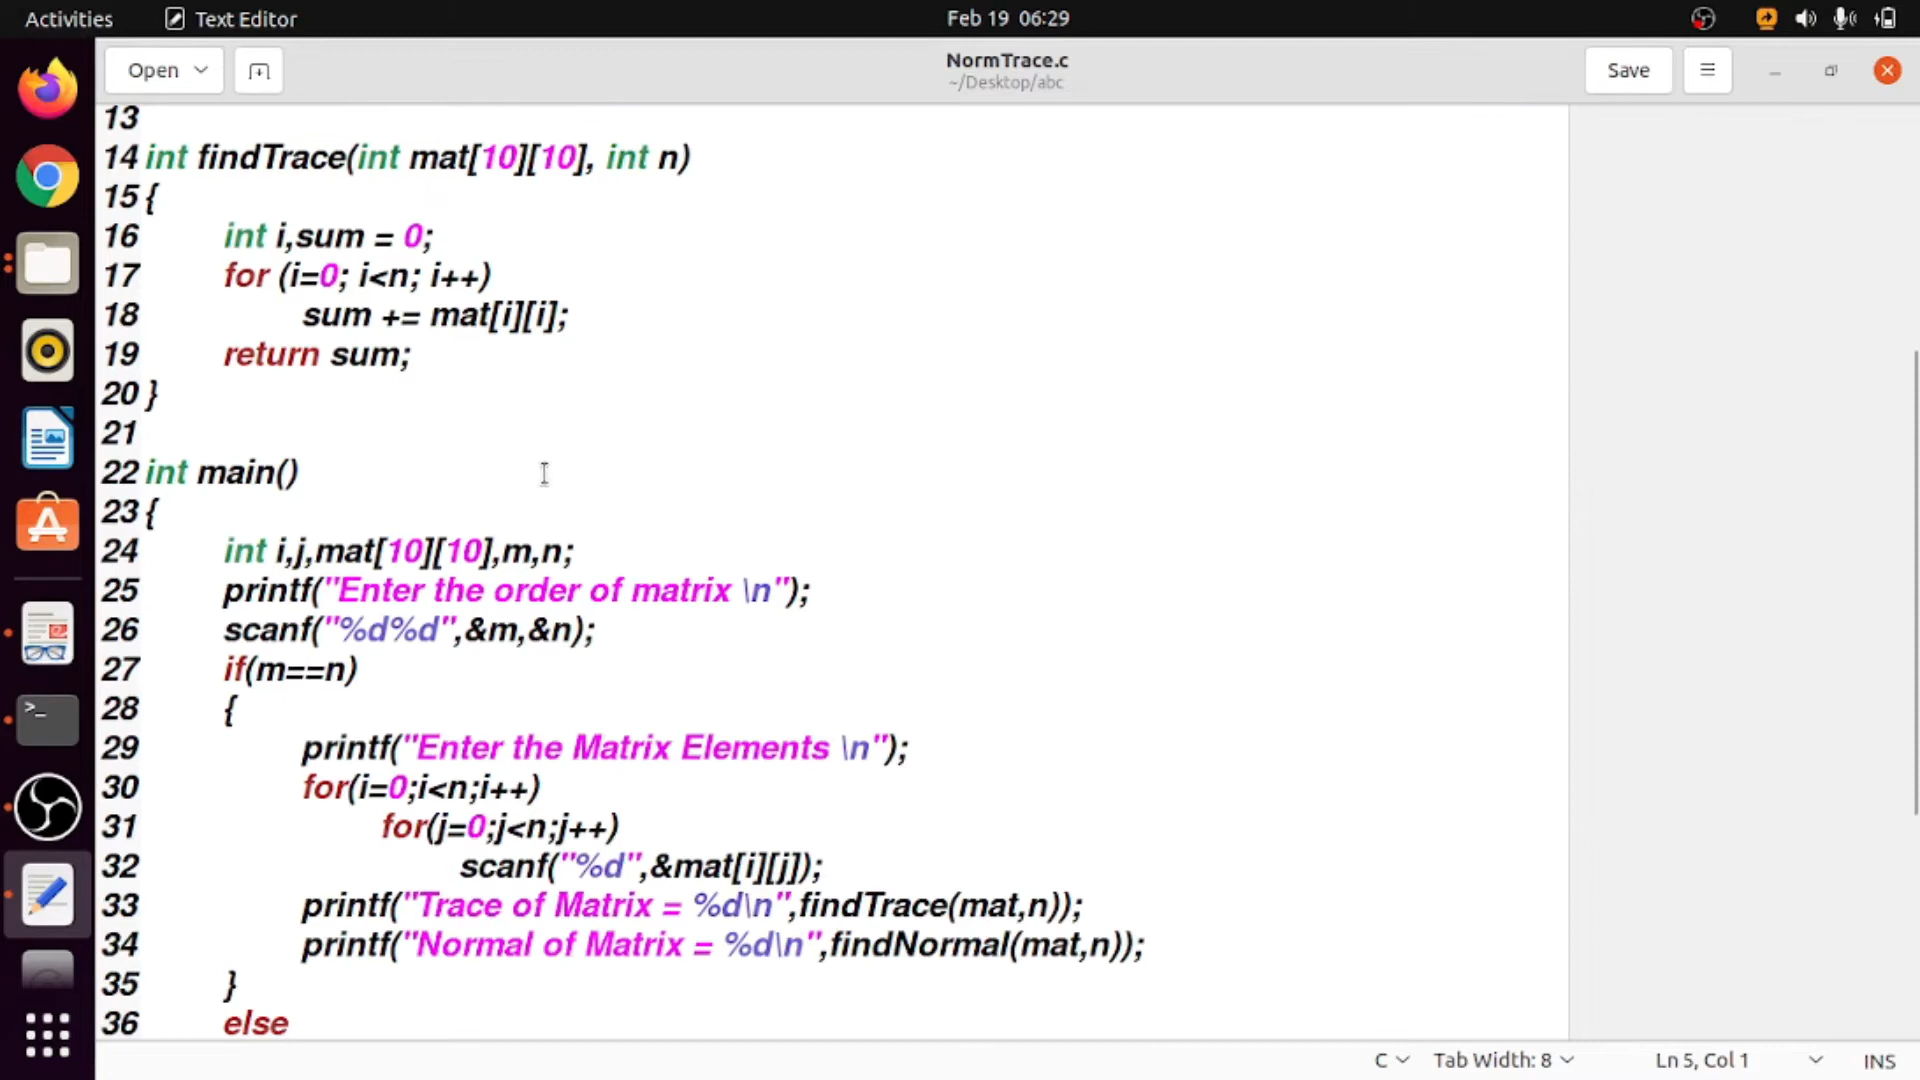 Activities Text Editor Feb 19 06:29
Open NormTrace.c Save
~/Desktop/abc
13
14 int findTrace(int mat[10][10], int n)
15 {
16 int i,sum = 0;
17 for (i=0; i<n; i++)
18 sum += mat[i][i];
19 return sum;
20 }
21
22 int main()
23 {
24 int i,j,mat[10][10],m,n;
25 printf("Enter the order of matrix \n");
26 scanf("%d%d",&m,&n);
27 if(m==n)
28 {
29 printf("Enter the Matrix Elements \n");
30 for(i=0;i<n;i++)
31 for(j=0;j<n;j++)
32 scanf("%d",&mat[i][j]);
33 printf("Trace of Matrix = %d\n",findTrace(mat,n));
34 printf("Normal of Matrix = %d\n",findNormal(mat,n));
35 }
36 else
C Tab Width: 8 Ln 5, Col 1 INS